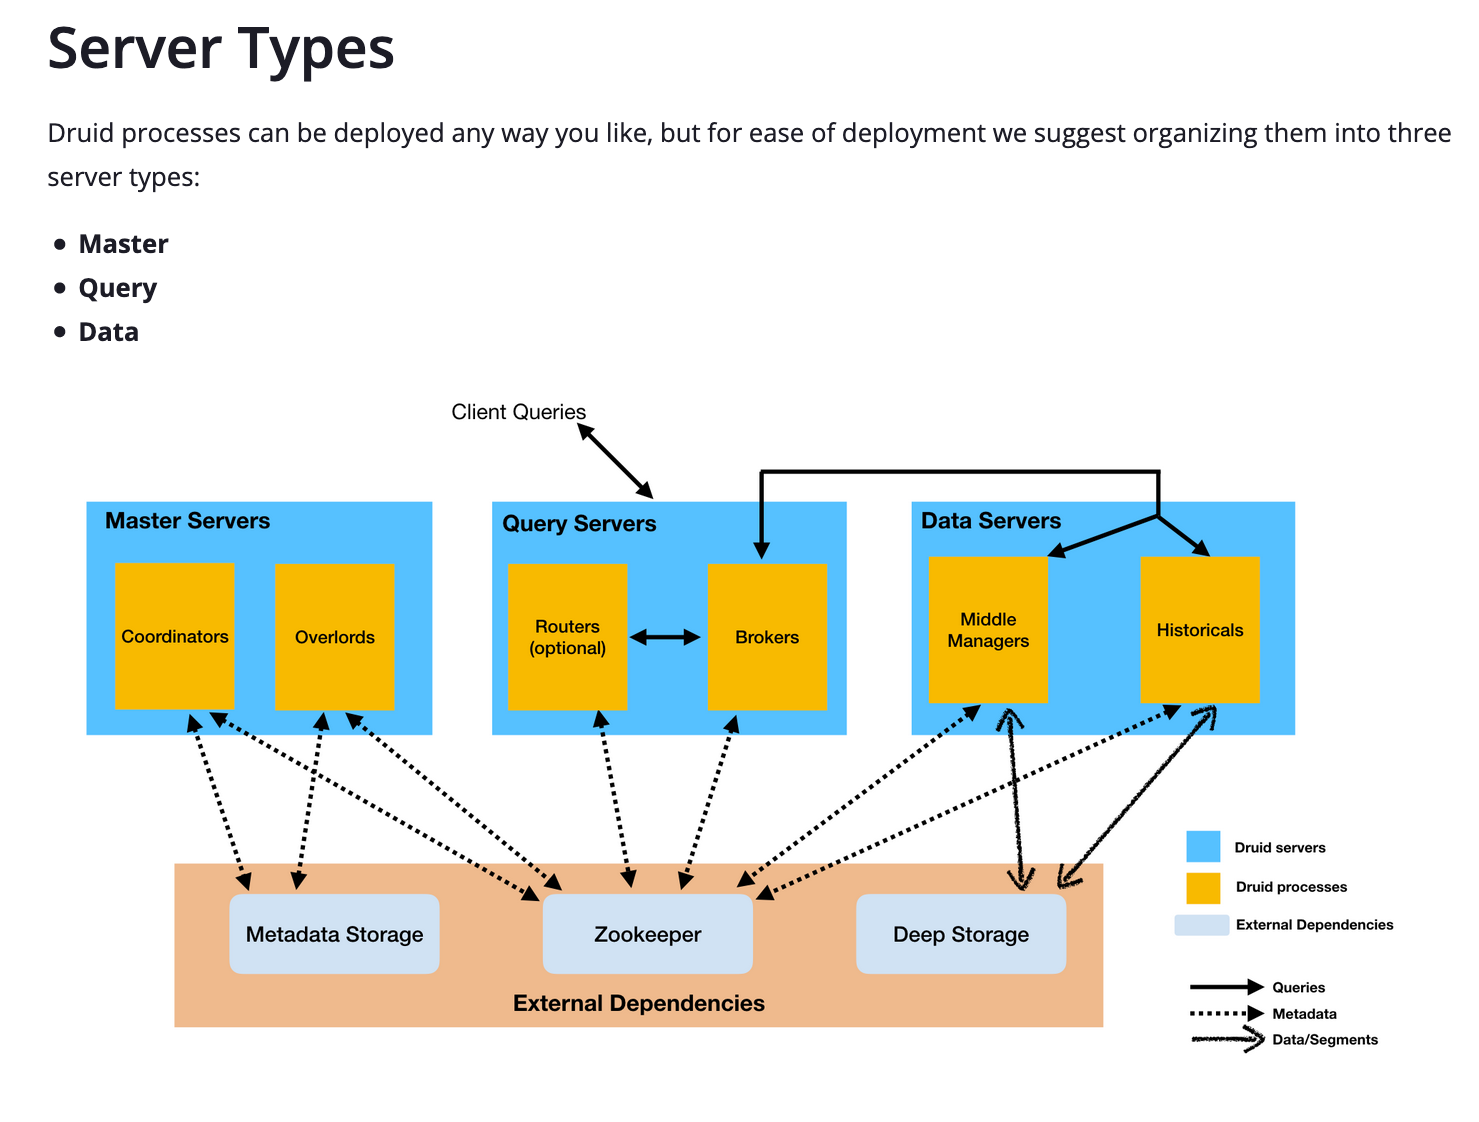 Server Types
Druid processes can be deployed any way you like, but for ease of deployment we suggest organizing them into three
server types:
Master
Query
Data
Client Queries
Master Servers
Coordinators
Overlords
Query Servers
Routers
(optional)
Brokers
Data Servers
Middle
Managers
Historicals
Metadata Storage
Zookeeper
Deep Storage
External Dependencies
Druid servers
Druid processes
External Dependencies
Queries
Metadata
Data/Segments